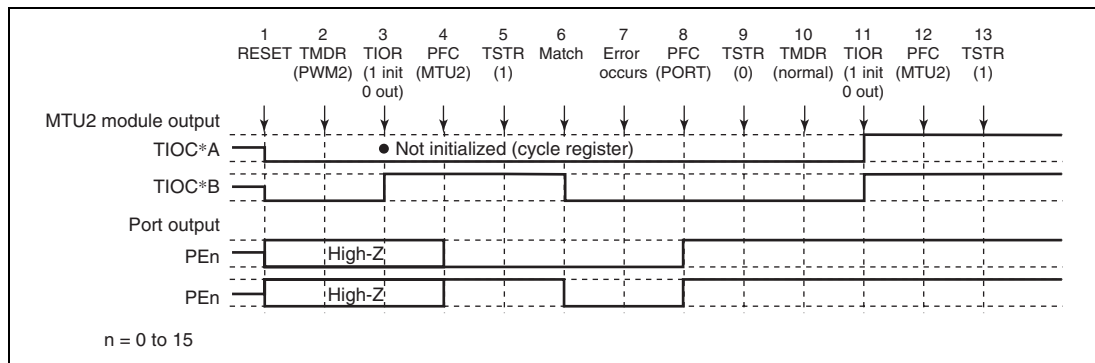 1 2 3 4 5 6 7 8 9 10 11 12 13
RESET TMDR TIOR PFC TSTR Match Error PFC TSTR TMDR TIOR PFC TSTR
(PWM2) (1 init (MTU2) (1) occurs (PORT) (0) (normal) (1 init (MTU2) (1)
0 out) 0 out)
MTU2 module output
TIOC*A ● Not initialized (cycle register)
TIOC*B
Port output
PEn High-Z
PEn High-Z
n = 0 to 15